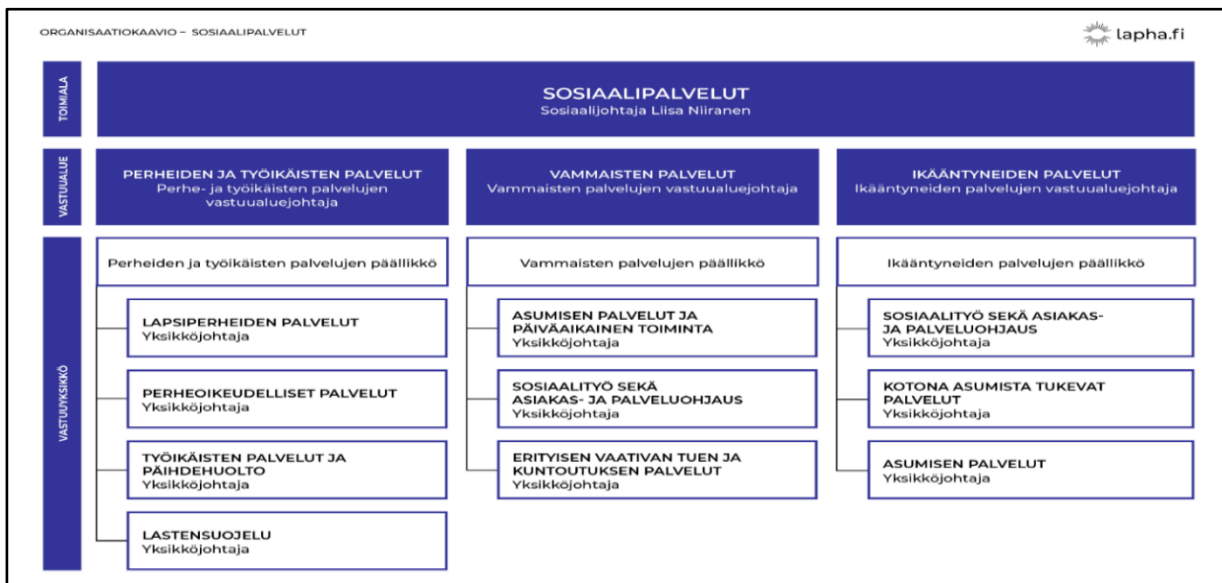 ORGANISAATIOKAAVIO – SOSIAALIPALVELUT
lapha.fi
TOIMIALA
SOSIAALIPALVELUT
Sosiaalijohtaja Liisa Niiranen
VASTUUALUE
PERHEIDEN JA TYÖIKÄISTEN PALVELUT
Perhe- ja työikäisten palvelujen
vastuualuejohtaja
VAMMAISTEN PALVELUT
Vammaisten palvelujen vastuualuejohtaja
IKÄÄNTYNEIDEN PALVELUT
Ikääntyneiden palvelujen vastuualuejohtaja
VASTUUYKSIKKÖ
Perheiden ja työikäisten palvelujen päällikkö
LAPSIPERHEIDEN PALVELUT
Yksikköjohtaja
PERHEOIKEUDELLISET PALVELUT
Yksikköjohtaja
TYÖIKÄISTEN PALVELUT JA
PÄIHDEHUOLTO
Yksikköjohtaja
LASTENSUOJELU
Yksikköjohtaja
Vammaisten palvelujen päällikkö
ASUMISEN PALVELUT JA
PÄIVÄAIKAINEN TOIMINTA
Yksikköjohtaja
SOSIAALITYÖ SEKÄ
ASIAKAS- JA PALVELUOHJAUS
Yksikköjohtaja
ERITYISEN VAATIVAN TUEN JA
KUNTOUTUKSEN PALVELUT
Yksikköjohtaja
Ikääntyneiden palvelujen päällikkö
SOSIAALITYÖ SEKÄ ASIAKAS-
JA PALVELUOHJAUS
Yksikköjohtaja
KOTONA ASUMISTA TUKEVAT
PALVELUT
Yksikköjohtaja
ASUMISEN PALVELUT
Yksikköjohtaja